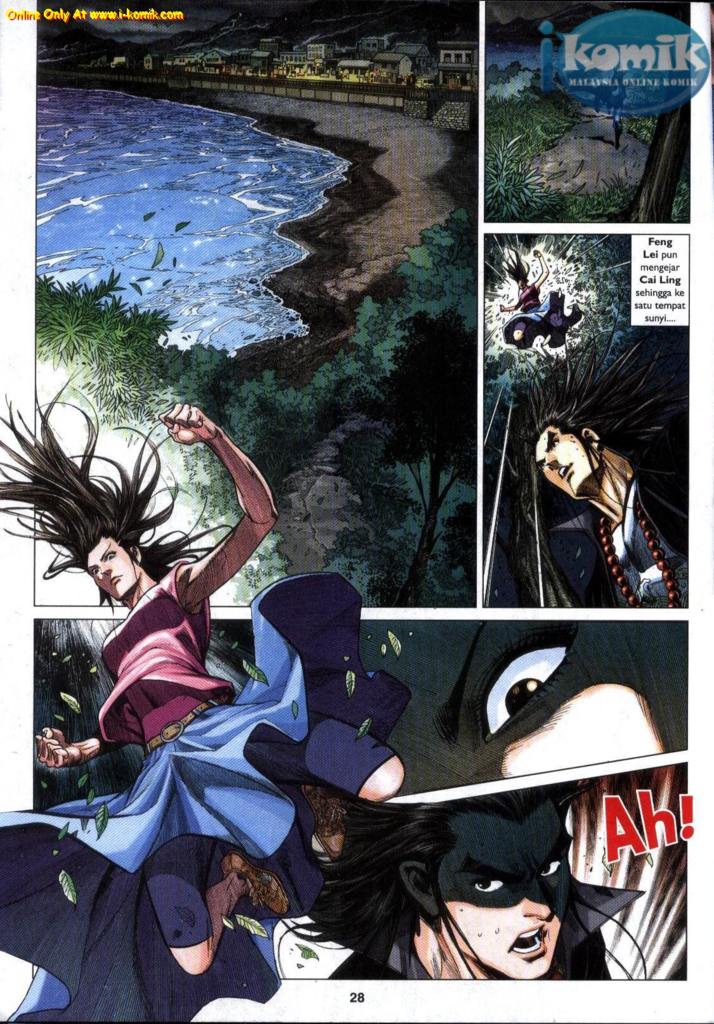 Online Only At www.i-komik.com
ikomik
MALAYSIA ONLINE KOMIK
Feng
Lei pun
mengejar
Cai Ling
sehingga ke
satu tempat
sunyi....
Ah!
28